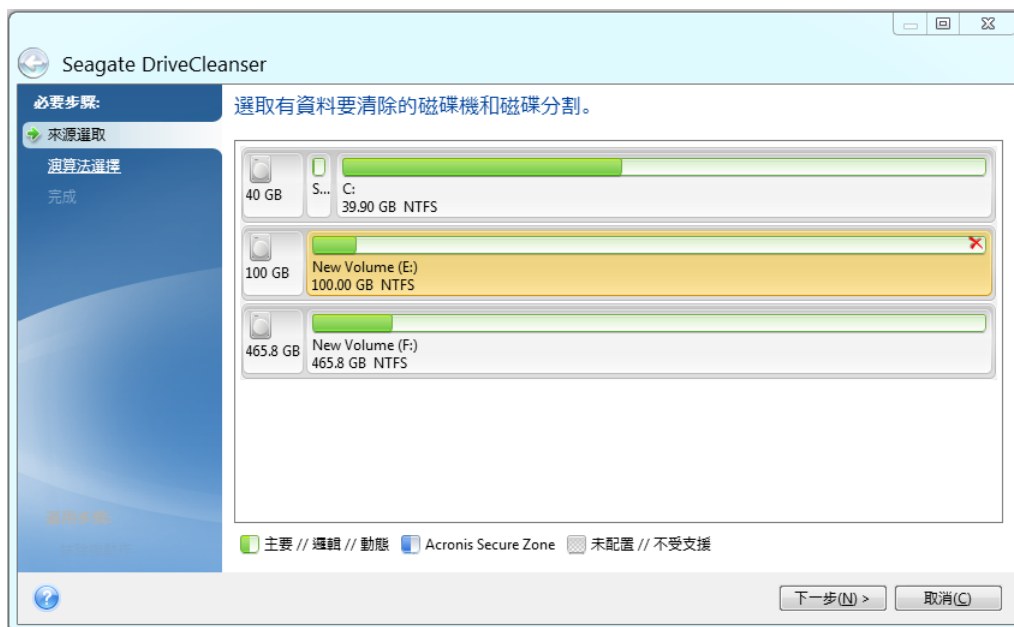 Seagate DriveCleanser
必要步驟:
來源選取
演算法選擇
完成
選取有資料要清除的磁碟機和磁碟分割。
40 GB
S...
C:
39.90 GB NTFS
100 GB
New Volume (E:)
100.00 GB NTFS
465.8 GB
New Volume (F:)
465.8 GB NTFS
主要 // 邏輯 // 動態 Acronis Secure Zone 未配置 // 不受支援
下一步(N) > 取消(C)